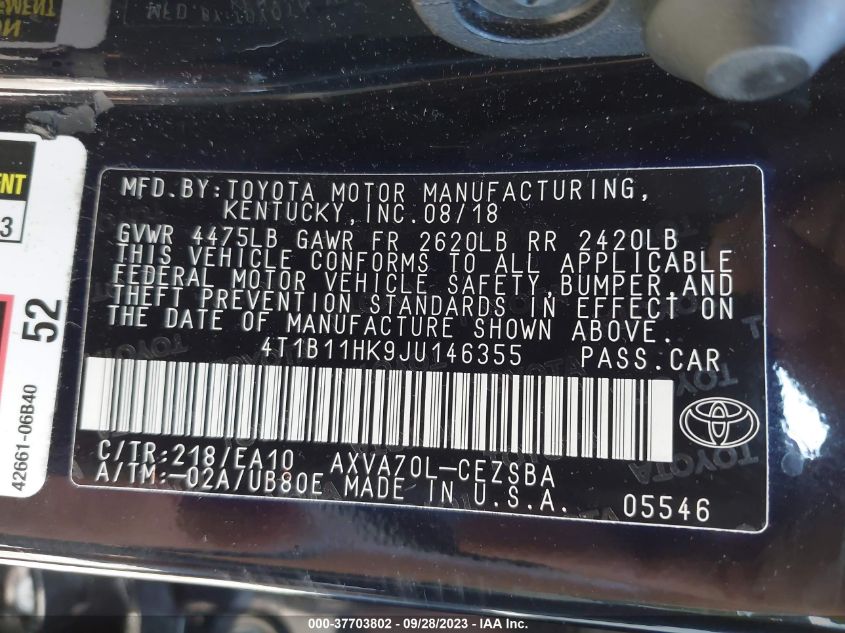 MFD. BY: TOYOTA MOTOR MANUFACTURING,
KENTUCKY, INC. 08/18
GVWR 4475LB GAWR FR 2620LB RR 2420LB
THIS VEHICLE CONFORMS TO ALL APPLICABLE
FEDERAL MOTOR VEHICLE SAFETY, BUMPER, AND
THEFT PREVENTION STANDARDS IN EFFECT ON
THE DATE OF MANUFACTURE SHOWN ABOVE.
4T1B11HK9JU146355 PASS. CAR
C/TR: 218/EA10 AXVA70L-CEZSBA
A/TM: -02A/UB80E MADE IN U.S.A. 05546
TOYOTA
ENT
3
52
42661-06B40
000-37703802 - 09/28/2023 - IAA Inc.